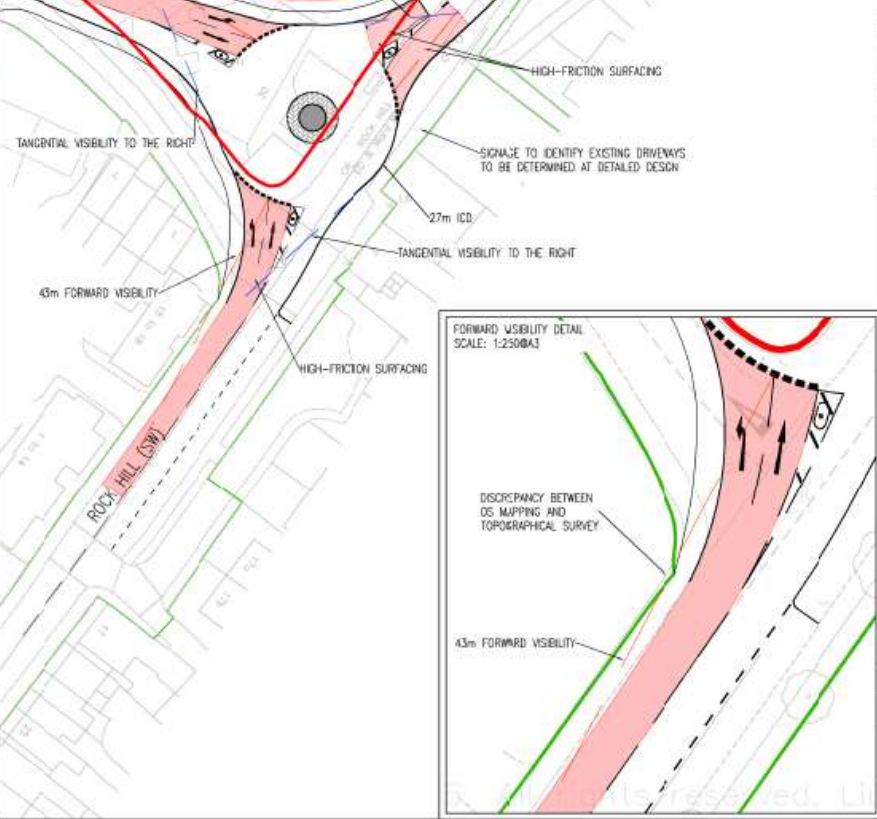 HIGH-FRICTION SURFACING
TANGENTIAL VISIBILITY TO THE RIGHT
SIGNAGE TO IDENTIFY EXISTING DRIVEWAYS
TO BE DETERMINED AT DETAILED DESIGN
ROCK HILL
27m ICD
TANGENTIAL VISIBILITY TO THE RIGHT
43m FORWARD VISIBILITY
HIGH-FRICTION SURFACING
ROCK HILL (SW)
FORWARD VISIBILITY DETAIL
SCALE: 1:250@A3
DISCREPANCY BETWEEN
OS MAPPING AND
TOPOGRAPHICAL SURVEY
43m FORWARD VISIBILITY
All rights reserved.